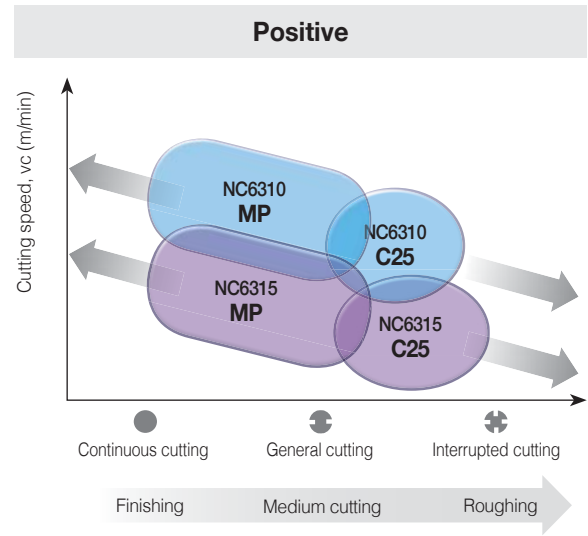 Positive
Cutting speed, vc (m/min)
NC6310
MP
NC6310
C25
NC6315
MP
NC6315
C25
Continuous cutting
General cutting
Interrupted cutting
Finishing
Medium cutting
Roughing